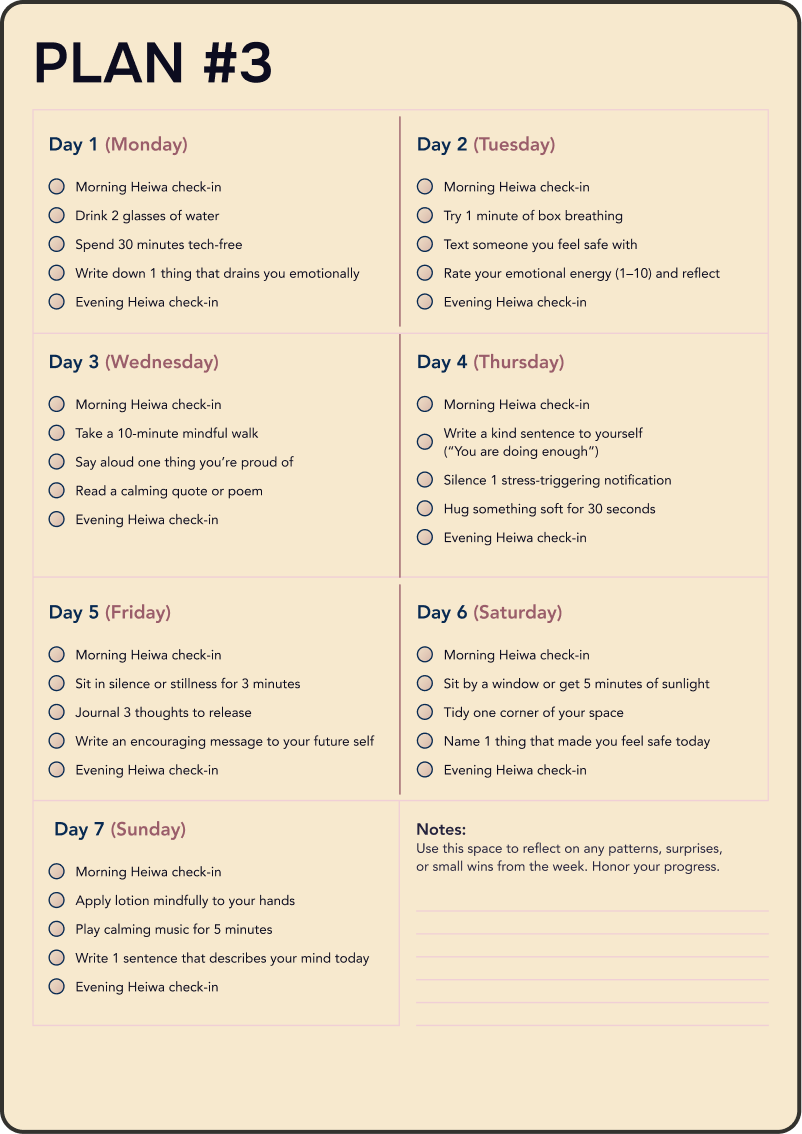 PLAN #3
Day 1 (Monday)
Morning Heiwa check-in
Drink 2 glasses of water
Spend 30 minutes tech-free
Write down 1 thing that drains you emotionally
Evening Heiwa check-in
Day 2 (Tuesday)
Morning Heiwa check-in
Try 1 minute of box breathing
Text someone you feel safe with
Rate your emotional energy (1–10) and reflect
Evening Heiwa check-in
Day 3 (Wednesday)
Morning Heiwa check-in
Take a 10-minute mindful walk
Say aloud one thing you’re proud of
Read a calming quote or poem
Evening Heiwa check-in
Day 4 (Thursday)
Morning Heiwa check-in
Write a kind sentence to yourself
(“You are doing enough”)
Silence 1 stress-triggering notification
Hug something soft for 30 seconds
Evening Heiwa check-in
Day 5 (Friday)
Morning Heiwa check-in
Sit in silence or stillness for 3 minutes
Journal 3 thoughts to release
Write an encouraging message to your future self
Evening Heiwa check-in
Day 6 (Saturday)
Morning Heiwa check-in
Sit by a window or get 5 minutes of sunlight
Tidy one corner of your space
Name 1 thing that made you feel safe today
Evening Heiwa check-in
Day 7 (Sunday)
Morning Heiwa check-in
Apply lotion mindfully to your hands
Play calming music for 5 minutes
Write 1 sentence that describes your mind today
Evening Heiwa check-in
Notes:
Use this space to reflect on any patterns, surprises,
or small wins from the week. Honor your progress.